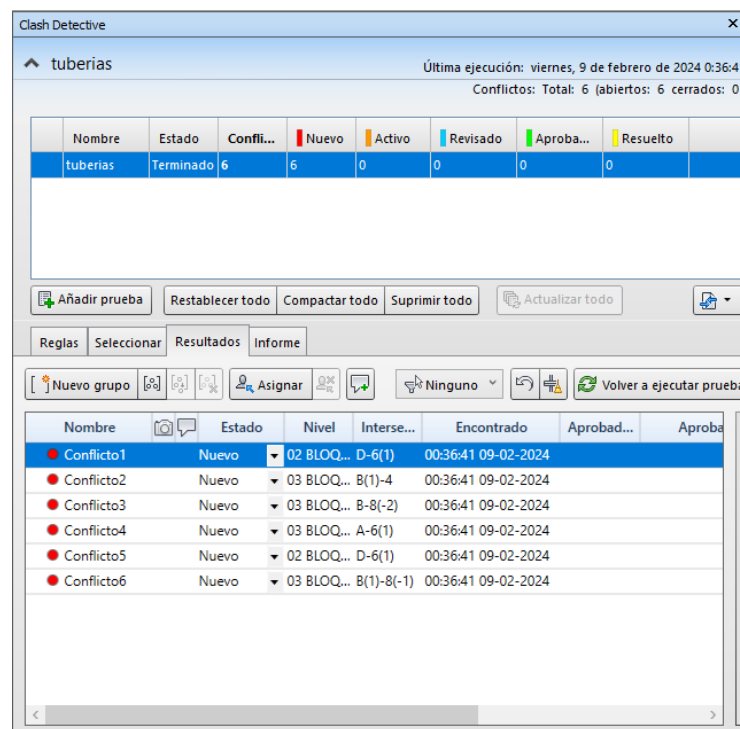 Clash Detective
tuberias
Última ejecución: viernes, 9 de febrero de 2024 0:36:4
Conflictos: Total: 6 (abiertos: 6 cerrados: 0
Nombre Estado Confli... Nuevo Activo Revisado Aproba... Resuelto
tuberias Terminado 6 6 0 0 0 0
Añadir prueba Restablecer todo Compactar todo Suprimir todo Actualizar todo
Reglas Seleccionar Resultados Informe
Nuevo grupo Asignar Ninguno Volver a ejecutar prueba
Nombre Estado Nivel Interse... Encontrado Aprobad... Aproba
Conflicto1 Nuevo 02 BLOQ... D-6(1) 00:36:41 09-02-2024
Conflicto2 Nuevo 03 BLOQ... B(1)-4 00:36:41 09-02-2024
Conflicto3 Nuevo 03 BLOQ... B-8(-2) 00:36:41 09-02-2024
Conflicto4 Nuevo 03 BLOQ... A-6(1) 00:36:41 09-02-2024
Conflicto5 Nuevo 02 BLOQ... D-6(1) 00:36:41 09-02-2024
Conflicto6 Nuevo 03 BLOQ... B(1)-8(-1) 00:36:41 09-02-2024